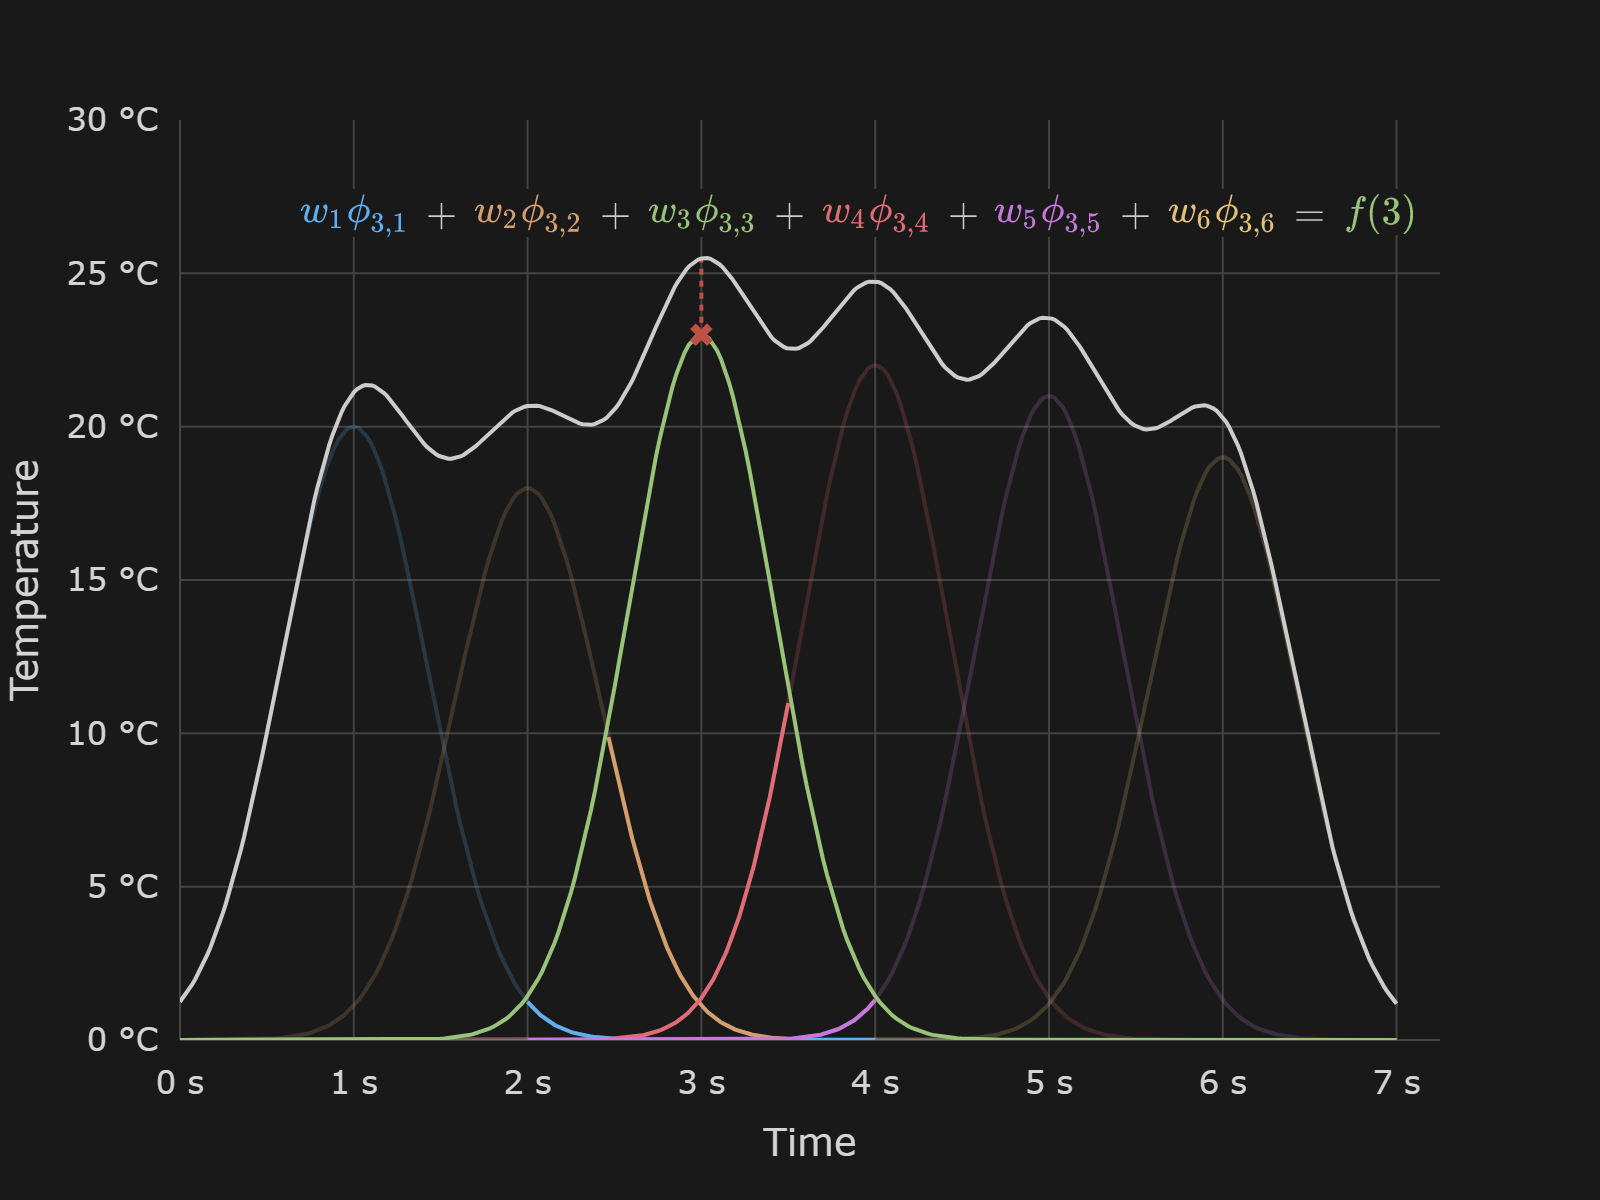 30 °C
w₁ϕ₃,₁ + w₂ϕ₃,₂ + w₃ϕ₃,₃ + w₄ϕ₃,₄ + w₅ϕ₃,₅ + w₆ϕ₃,₆ = f(3)
25 °C
20 °C
15 °C
10 °C
5 °C
0 °C
Temperature
0 s 1 s 2 s 3 s 4 s 5 s 6 s 7 s
Time